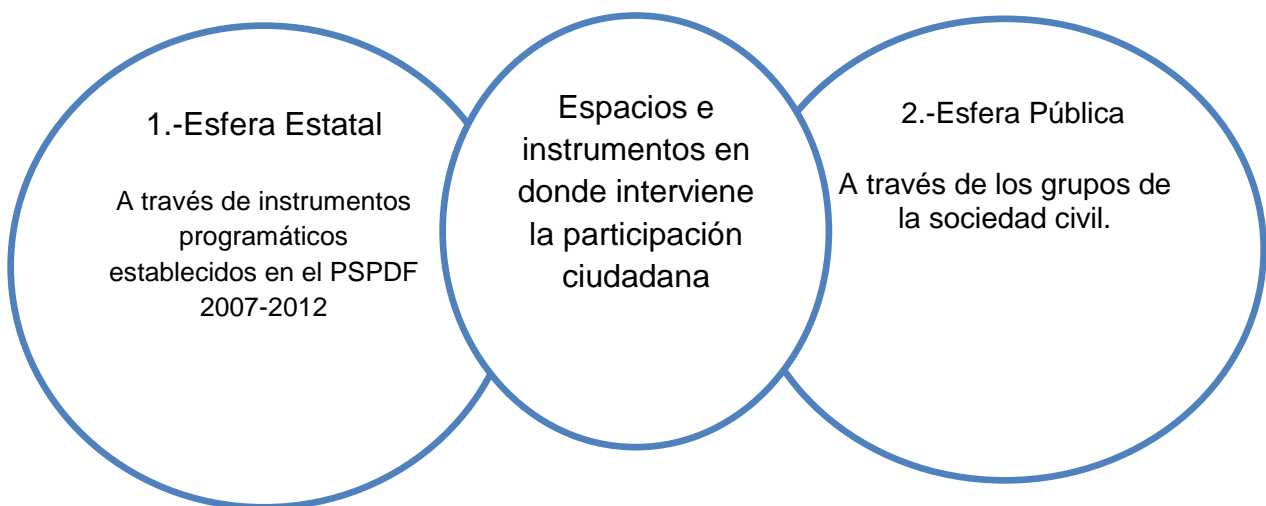 1.-Esfera Estatal
A través de instrumentos
programáticos
establecidos en el PSPDF
2007-2012
Espacios e
instrumentos en
donde interviene
la participación
ciudadana
2.-Esfera Pública
A través de los grupos de
la sociedad civil.